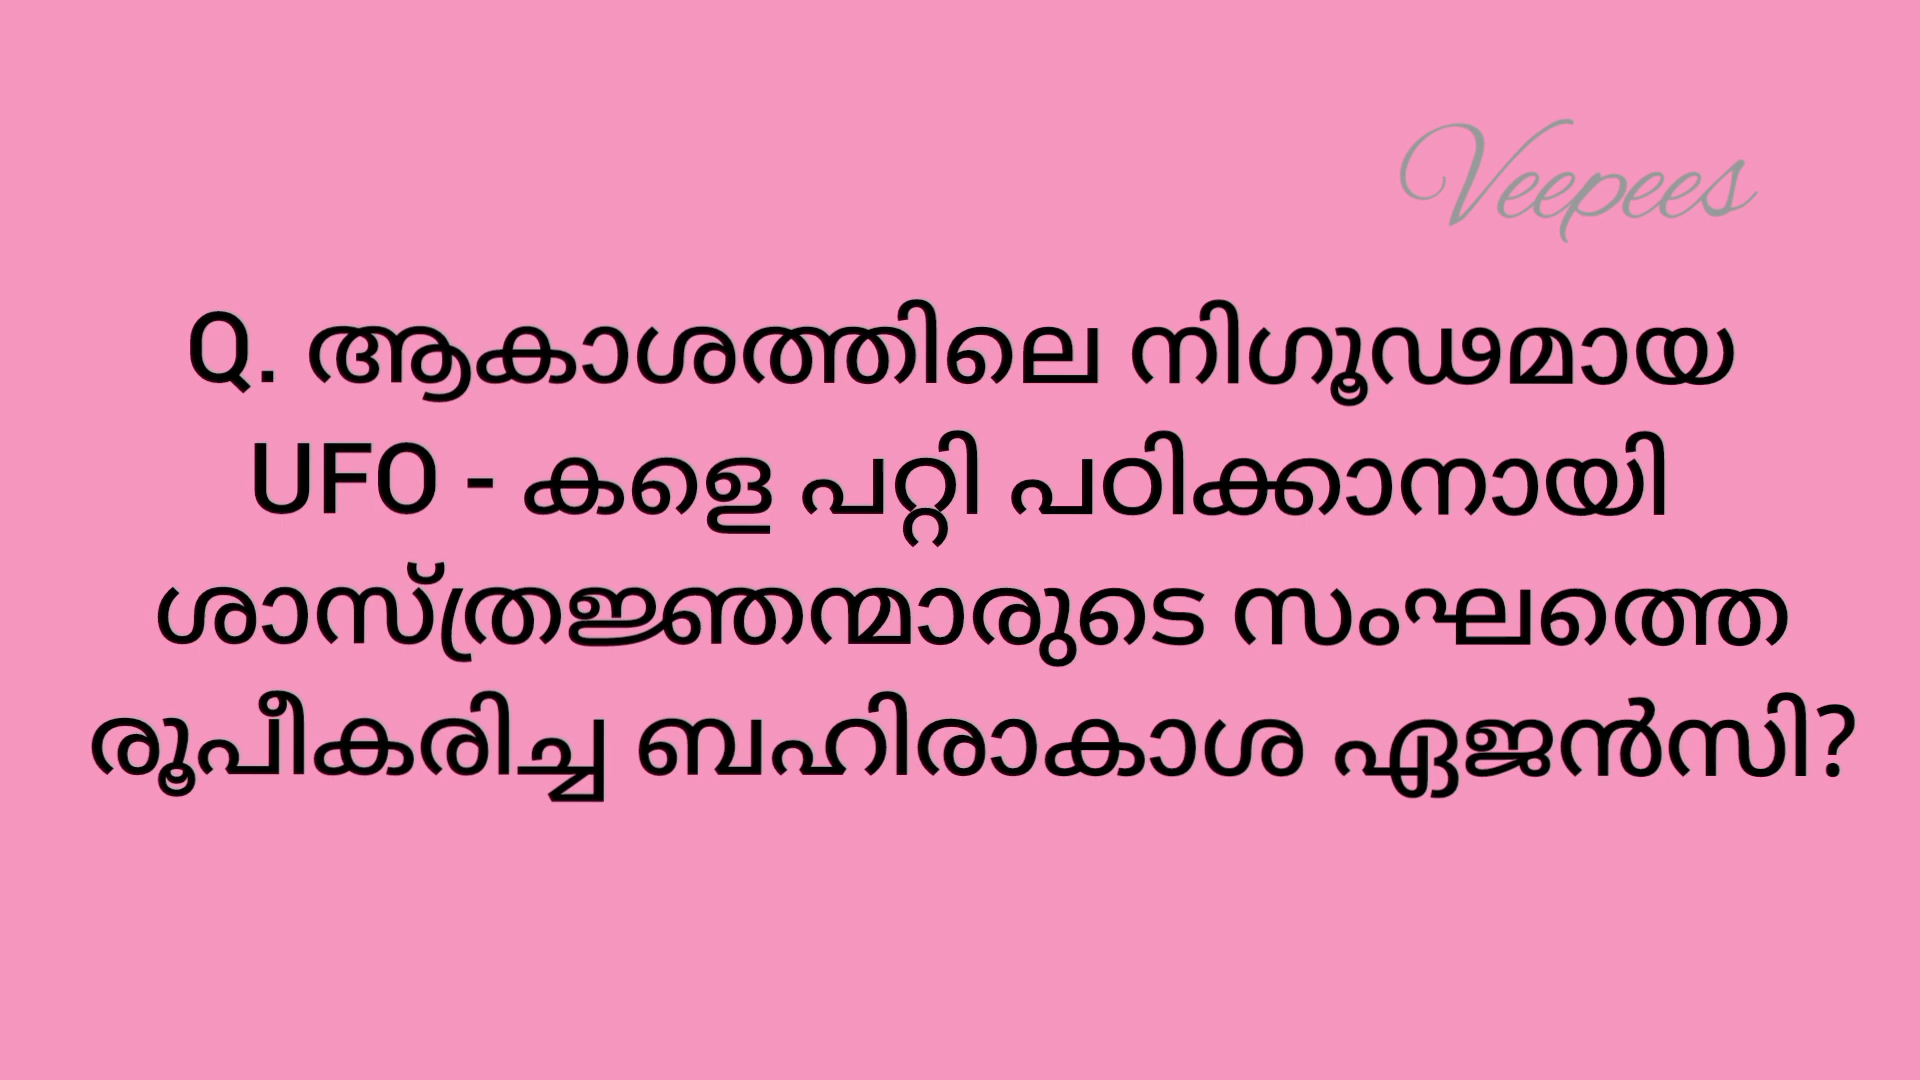 Veepees
Q. ആകാശത്തിലെ നിഗൂഢമായ
UFO - കളെ പറ്റി പഠിക്കാനായി
ശാസ്ത്രജ്ഞന്മാരുടെ സംഘത്തെ
രൂപീകരിച്ച ബഹിരാകാശ ഏജൻസി?